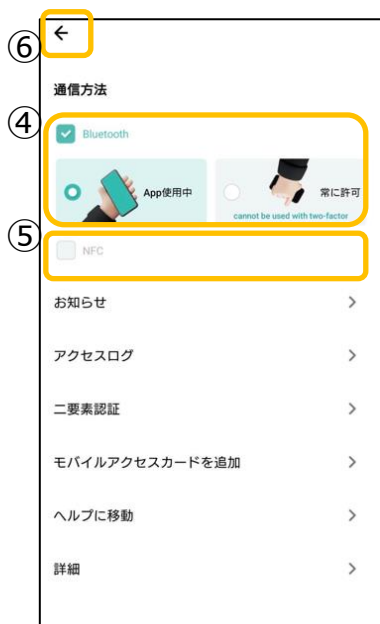 ⑥
通信方法
④
Bluetooth
App使用中
常に許可
cannot be used with two-factor
⑤
NFC
お知らせ
アクセスログ
二要素認証
モバイルアクセスカードを追加
ヘルプに移動
詳細